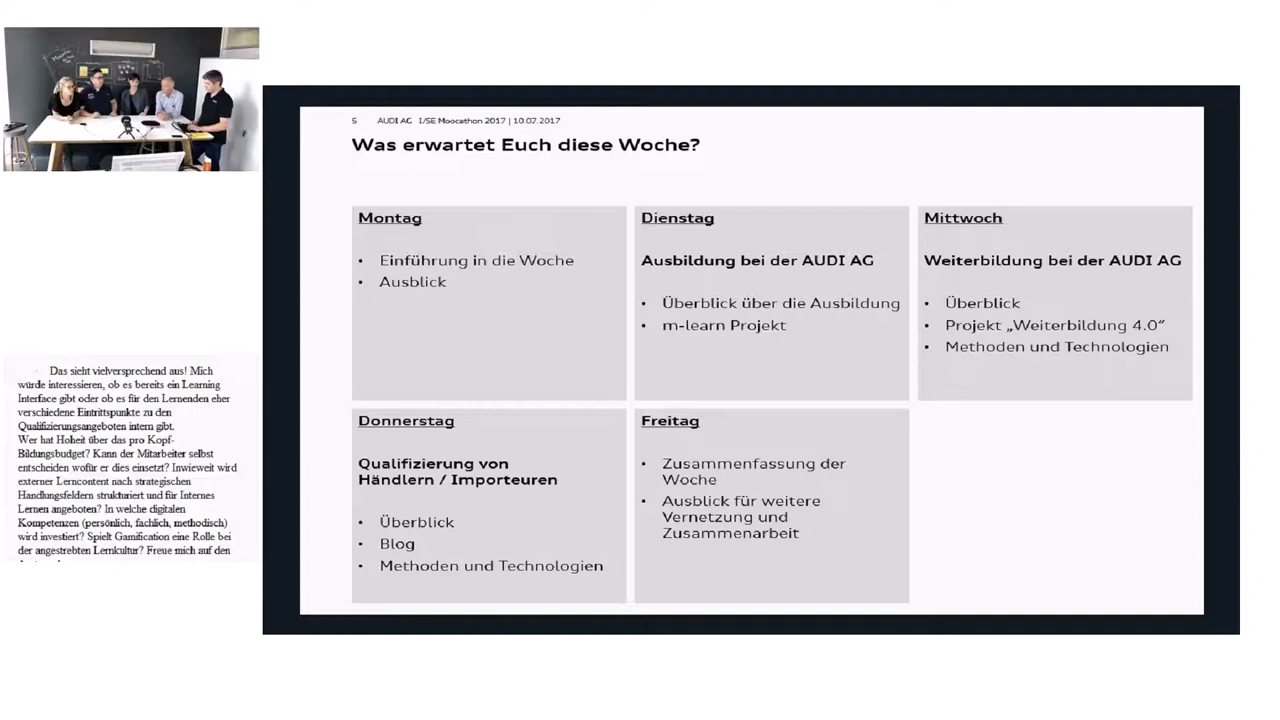 5 AUDI AG I/SE Moocathon 2017 | 10.07.2017
Was erwartet Euch diese Woche?
Montag
• Einführung in die Woche
• Ausblick
Dienstag
Ausbildung bei der AUDI AG
• Überblick über die Ausbildung
• m-learn Projekt
Mittwoch
Weiterbildung bei der AUDI AG
• Überblick
• Projekt „Weiterbildung 4.0“
• Methoden und Technologien
Donnerstag
Qualifizierung von
Händlern / Importeuren
• Überblick
• Blog
• Methoden und Technologien
Freitag
• Zusammenfassung der
Woche
• Ausblick für weitere
Vernetzung und
Zusammenarbeit
Das sieht vielversprechend aus! Mich
würde interessieren, ob es bereits ein Learning
Interface gibt oder ob es für den Lernenden eher
verschiedene Eintrittspunkte zu den
Qualifizierungsangeboten intern gibt.
Wer hat Hoheit über das pro Kopf-
Bildungsbudget? Kann der Mitarbeiter selbst
entscheiden wofür er dies einsetzt? Inwieweit wird
externer Lerncontent nach strategischen
Handlungsfeldern strukturiert und für Internes
Lernen angeboten? In welche digitalen
Kompetenzen (persönlich, fachlich, methodisch)
wird investiert? Spielt Gamification eine Rolle bei
der angestrebten Lernkultur? Freue mich auf den